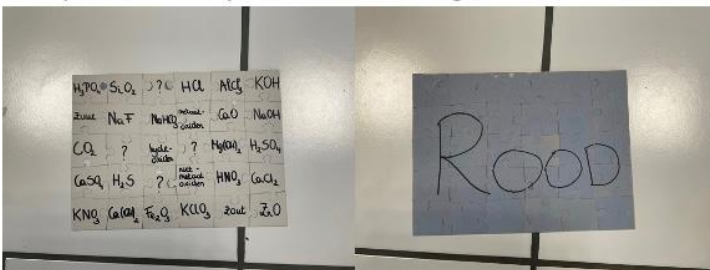 H₃PO₄ SiO₂ ? HCl AlCl₃ KOH
zuur NaF NaHCO₃ metaal-oxiden CaO NaOH
CO₂ ? hydr-oxiden ? Mg(OH)₂ H₂SO₄
CaSO₄ H₂S ? niet-metaal oxiden HNO₃ CaCl₂
KNO₃ Ca(OH)₂ Fe₂O₃ KClO₃ zout
ROOD